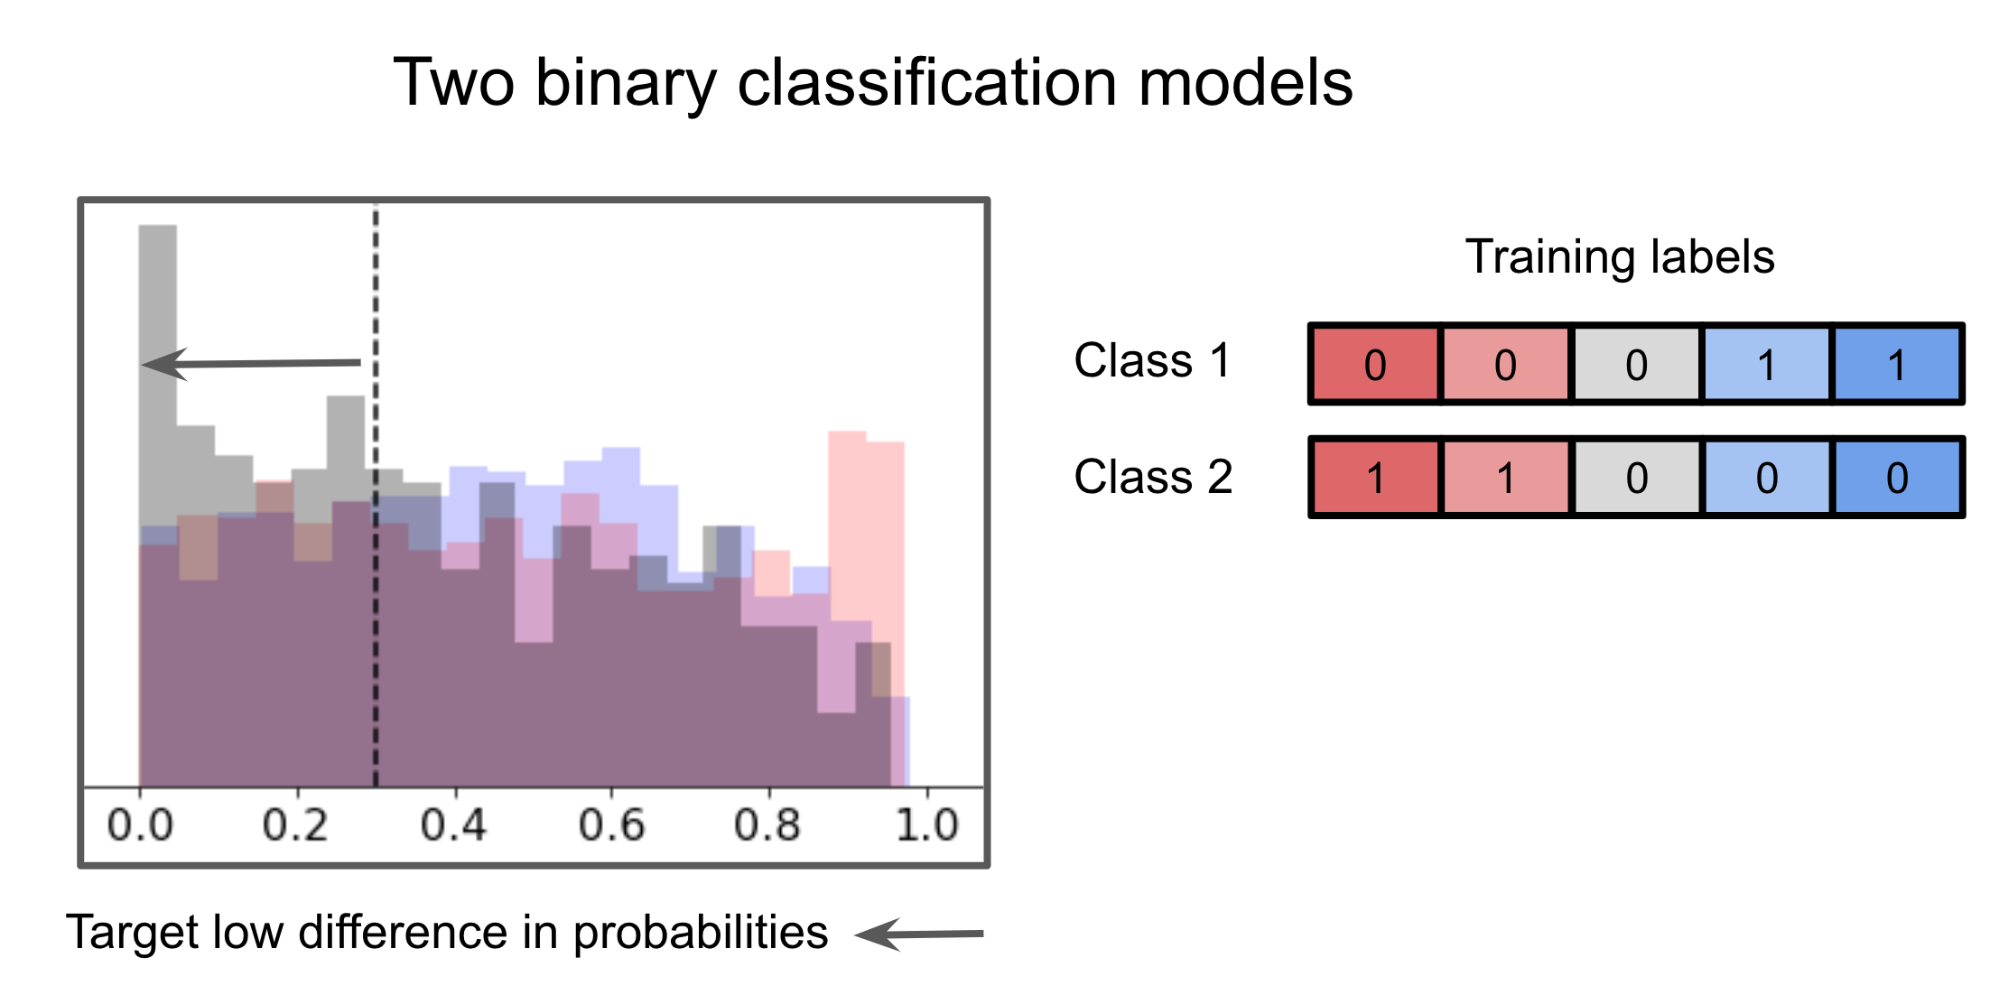 Two binary classification models
Training labels
Class 1
0 0 0 1 1
Class 2
1 1 0 0 0
0.0 0.2 0.4 0.6 0.8 1.0
Target low difference in probabilities